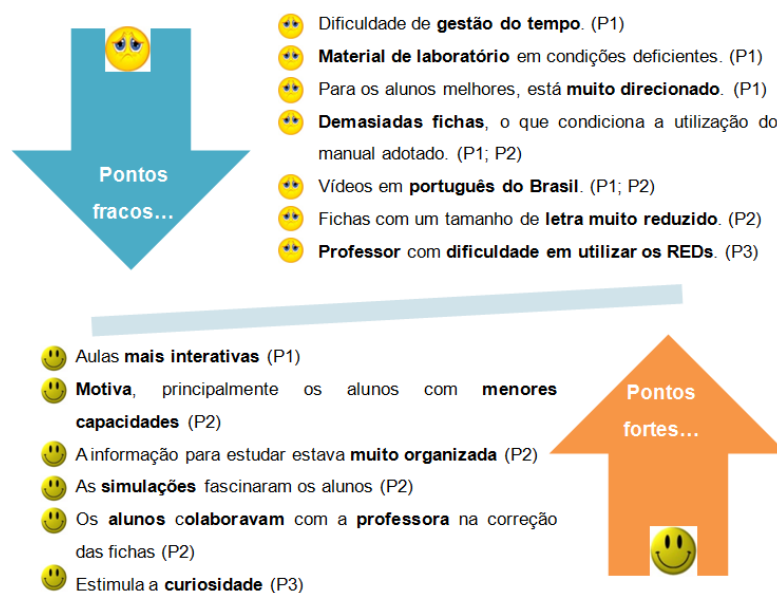 Dificuldade de gestão do tempo. (P1)
Material de laboratório em condições deficientes. (P1)
Para os alunos melhores, está muito direcionado. (P1)
Demasiadas fichas, o que condiciona a utilização do
manual adotado. (P1; P2)
Vídeos em português do Brasil. (P1; P2)
Fichas com um tamanho de letra muito reduzido. (P2)
Professor com dificuldade em utilizar os REDs. (P3)
Pontos
fracos...
Aulas mais interativas (P1)
Motiva, principalmente os alunos com menores
capacidades (P2)
A informação para estudar estava muito organizada (P2)
As simulações fascinaram os alunos (P2)
Os alunos colaboravam com a professora na correção
das fichas (P2)
Estimula a curiosidade (P3)
Pontos
fortes...